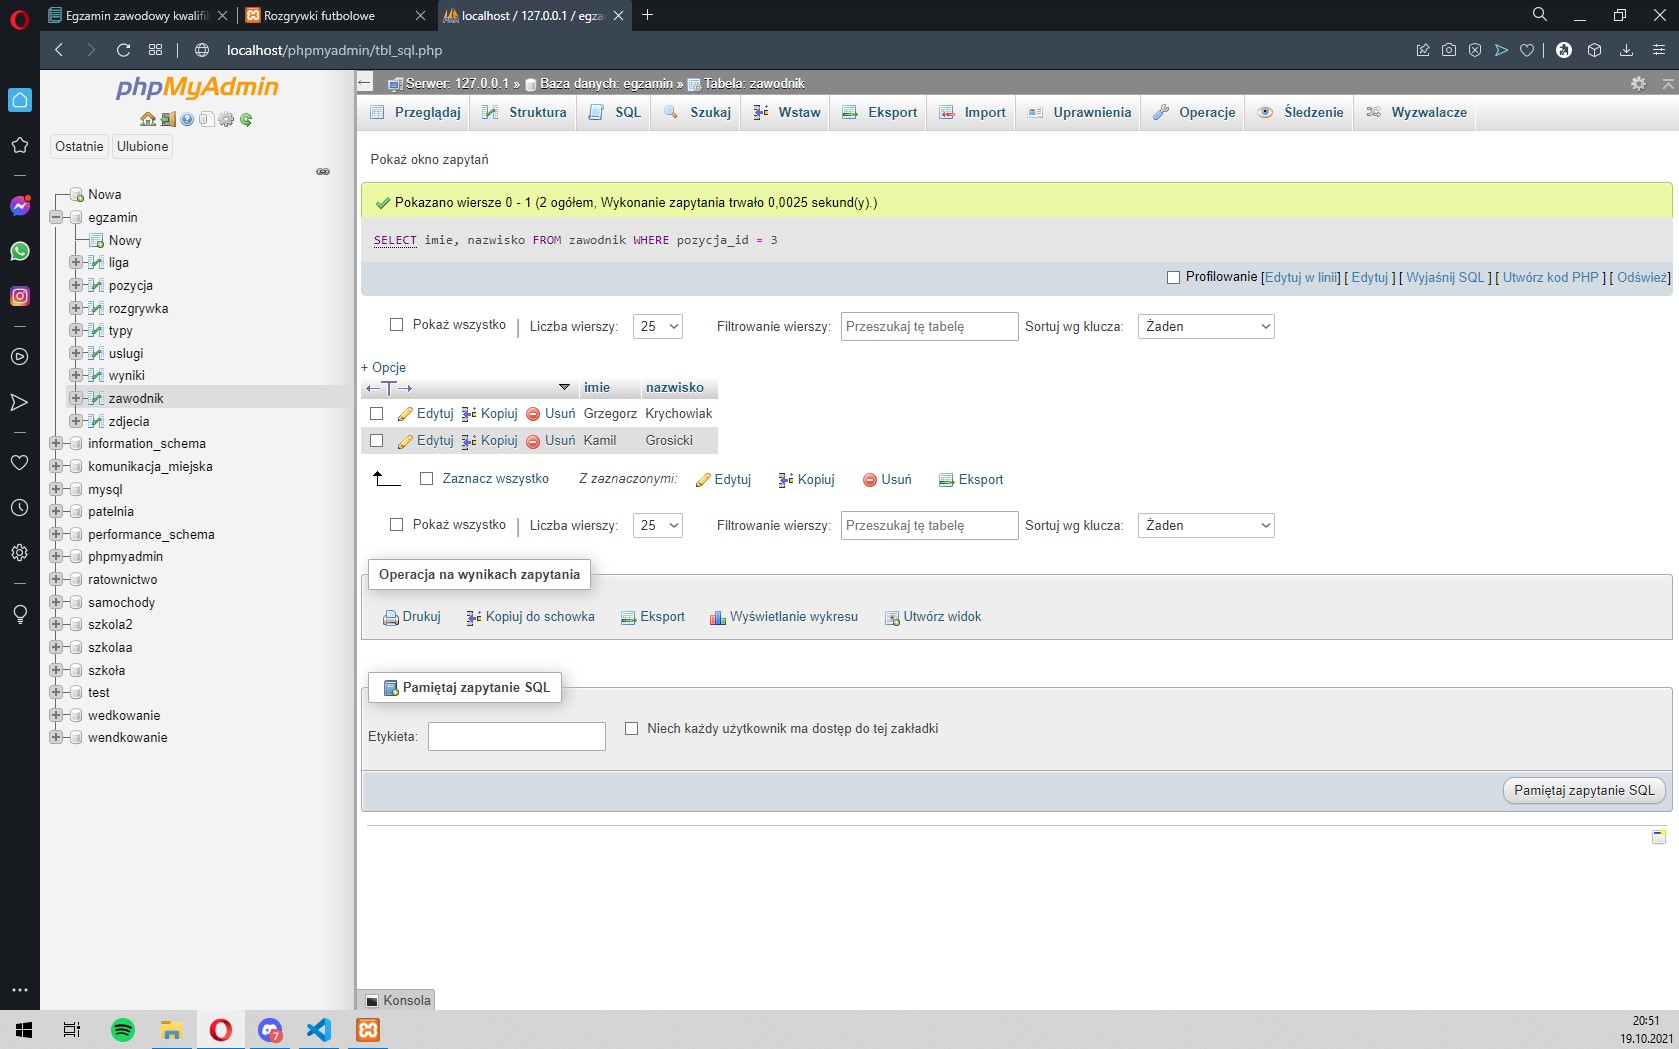 Egzamin zawodowy kwalifik
Rozgrywki futbolowe
localhost / 127.0.0.1 / egza
localhost/phpmyadmin/tbl_sql.php
phpMyAdmin
Ostatnie
Ulubione
Nowa
egzamin
Nowy
liga
pozycja
rozgrywka
typy
uslugi
wyniki
zawodnik
zdjecia
information_schema
komunikacja_miejska
mysql
patelnia
performance_schema
phpmyadmin
ratownictwo
samochody
szkola2
szkolaa
szkoła
test
wedkowanie
wendkowanie
Serwer: 127.0.0.1 » Baza danych: egzamin » Tabela: zawodnik
Przeglądaj Struktura SQL Szukaj Wstaw Eksport Import Uprawnienia Operacje Śledzenie Wyzwalacze
Pokaż okno zapytań
Pokazano wiersze 0 - 1 (2 ogółem, Wykonanie zapytania trwało 0,0025 sekund(y).)
SELECT imie, nazwisko FROM zawodnik WHERE pozycja_id = 3
Profilowanie [Edytuj w linii] [ Edytuj ] [ Wyjaśnij SQL ] [ Utwórz kod PHP ] [ Odśwież]
Pokaż wszystko | Liczba wierszy: 25 Filtrowanie wierszy: Przeszukaj tę tabelę Sortuj wg klucza: Żaden
+ Opcje
←T→ imie nazwisko
Edytuj Kopiuj Usuń Grzegorz Krychowiak
Edytuj Kopiuj Usuń Kamil Grosicki
Zaznacz wszystko Z zaznaczonymi: Edytuj Kopiuj Usuń Eksport
Pokaż wszystko | Liczba wierszy: 25 Filtrowanie wierszy: Przeszukaj tę tabelę Sortuj wg klucza: Żaden
Operacja na wynikach zapytania
Drukuj Kopiuj do schowka Eksport Wyświetlanie wykresu Utwórz widok
Pamiętaj zapytanie SQL
Etykieta: Niech każdy użytkownik ma dostęp do tej zakładki
Pamiętaj zapytanie SQL
Konsola
7
20:51
19.10.2021